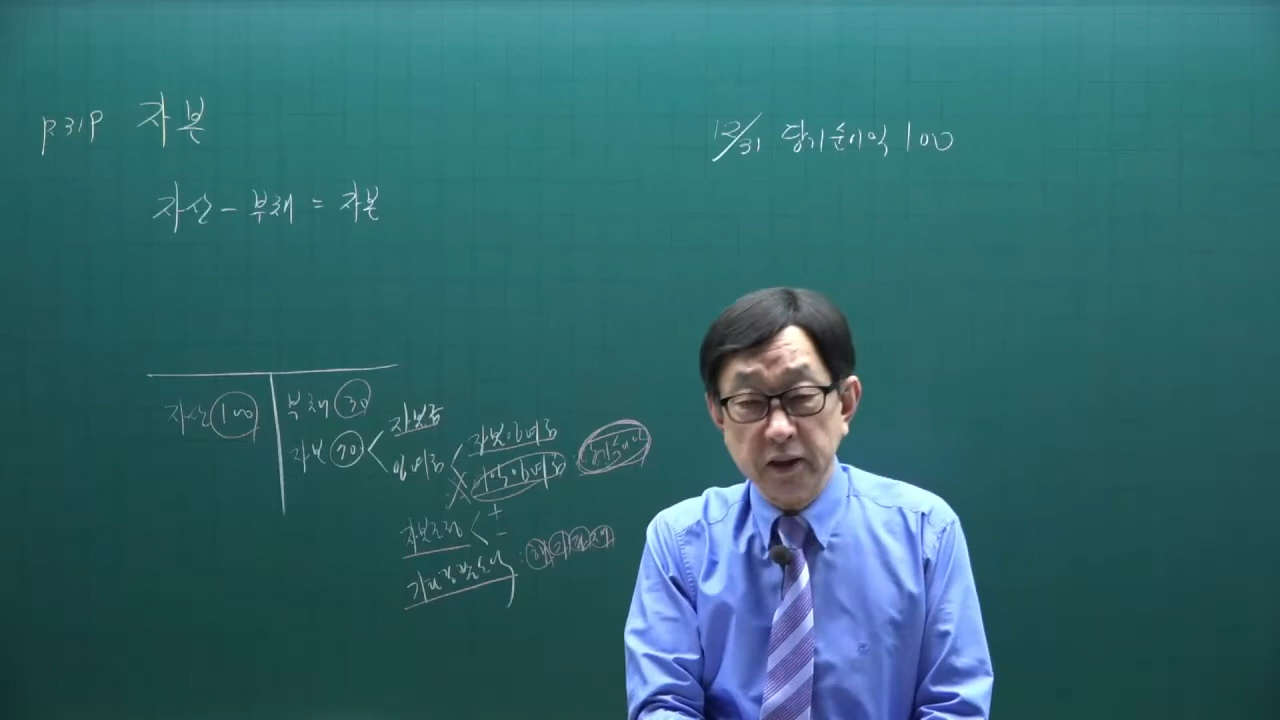 P31P 자본
자산 - 부채 = 자본
12/31 당기순이익 100
자산 100
부채 30
자본 70
자본금
잉여금
자본잉여금
이익잉여금
자본조정
+
-
기타포괄손익